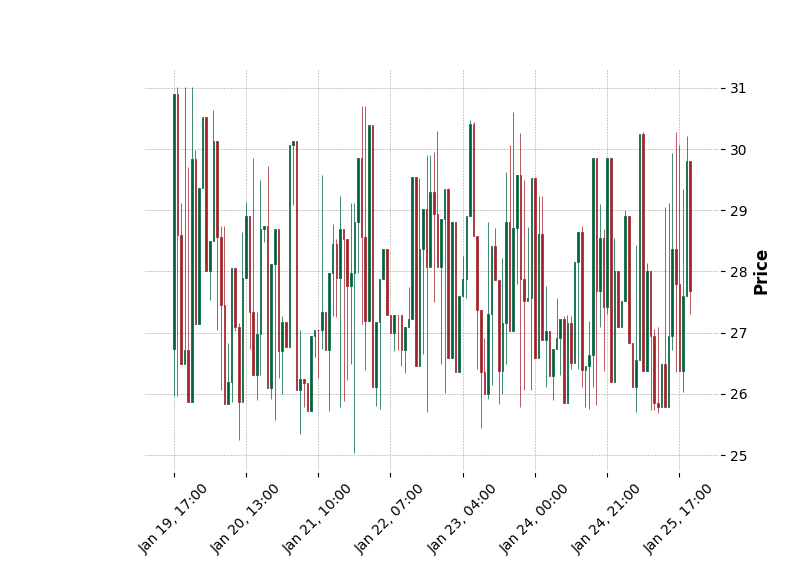 31
30
29
28
27
26
25
Price
Jan 19, 17:00
Jan 20, 13:00
Jan 21, 10:00
Jan 22, 07:00
Jan 23, 04:00
Jan 24, 00:00
Jan 24, 21:00
Jan 25, 17:00